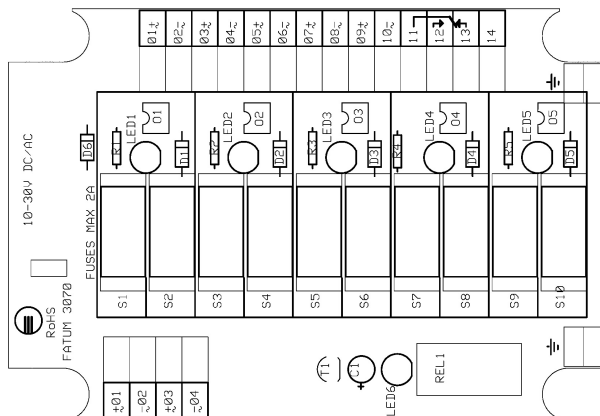 01±
02~
03±
04~
05±
06~
07±
08~
09±
10~
11
12
13
14
LED1
O1
LED2
O2
LED3
O3
LED4
O4
LED5
O5
D6
R1
D1
R2
D2
R3
D3
R4
D4
R5
D5
10-30V DC/AC
FUSES MAX 2A
S1
S2
S3
S4
S5
S6
S7
S8
S9
S10
RoHS
FATUM 3070
T1
C1
+
LED6
REL1
±01
~02
±03
~04